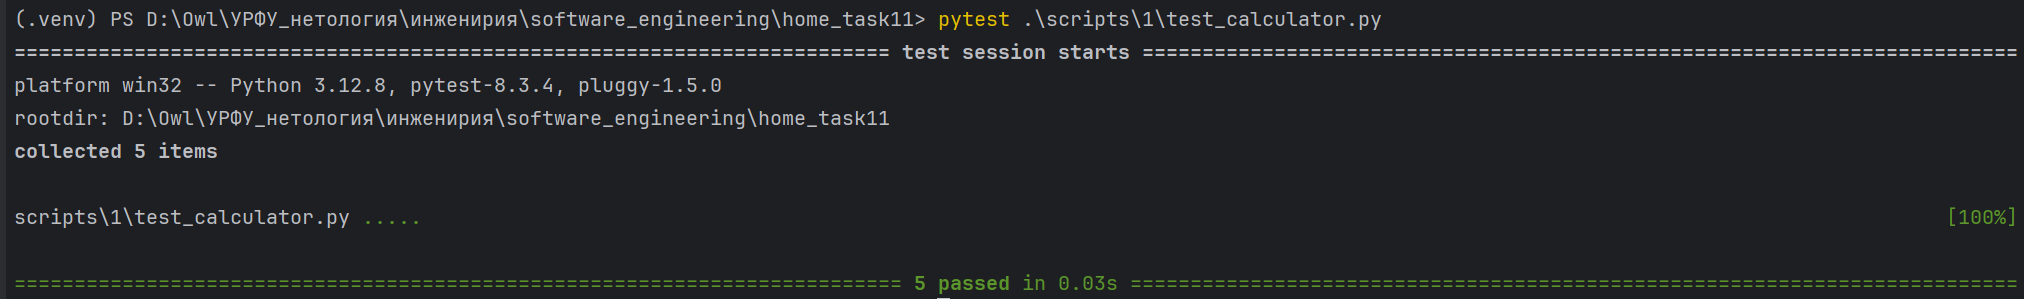 (.venv) PS D:\Owl\УРФУ_нетология\инженирия\software_engineering\home_task11> pytest .\scripts\1\test_calculator.py
========================================================================= test session starts =========================================================================
platform win32 -- Python 3.12.8, pytest-8.3.4, pluggy-1.5.0
rootdir: D:\Owl\УРФУ_нетология\инженирия\software_engineering\home_task11
collected 5 items
scripts\1\test_calculator.py ..... [100%]
========================================================================== 5 passed in 0.03s ==========================================================================